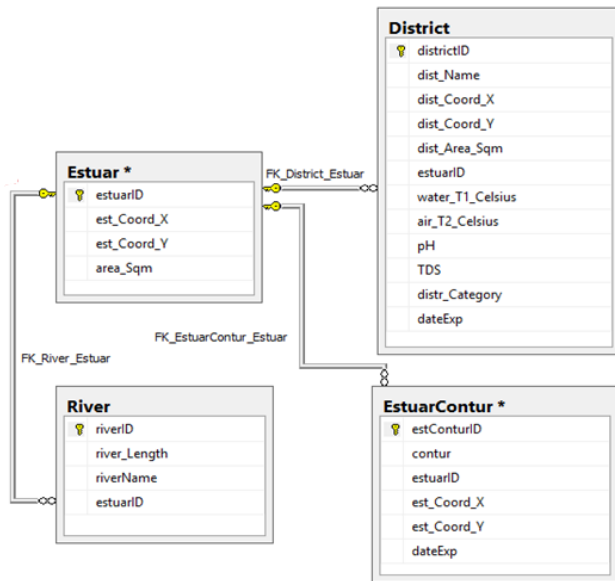 District
districtID
dist_Name
dist_Coord_X
dist_Coord_Y
dist_Area_Sqm
estuarID
water_T1_Celsius
air_T2_Celsius
pH
TDS
distr_Category
dateExp
Estuar *
estuarID
est_Coord_X
est_Coord_Y
area_Sqm
FK_District_Estuar
FK_EstuarContur_Estuar
FK_River_Estuar
River
riverID
river_Length
riverName
estuarID
EstuarContur *
estConturID
contur
estuarID
est_Coord_X
est_Coord_Y
dateExp